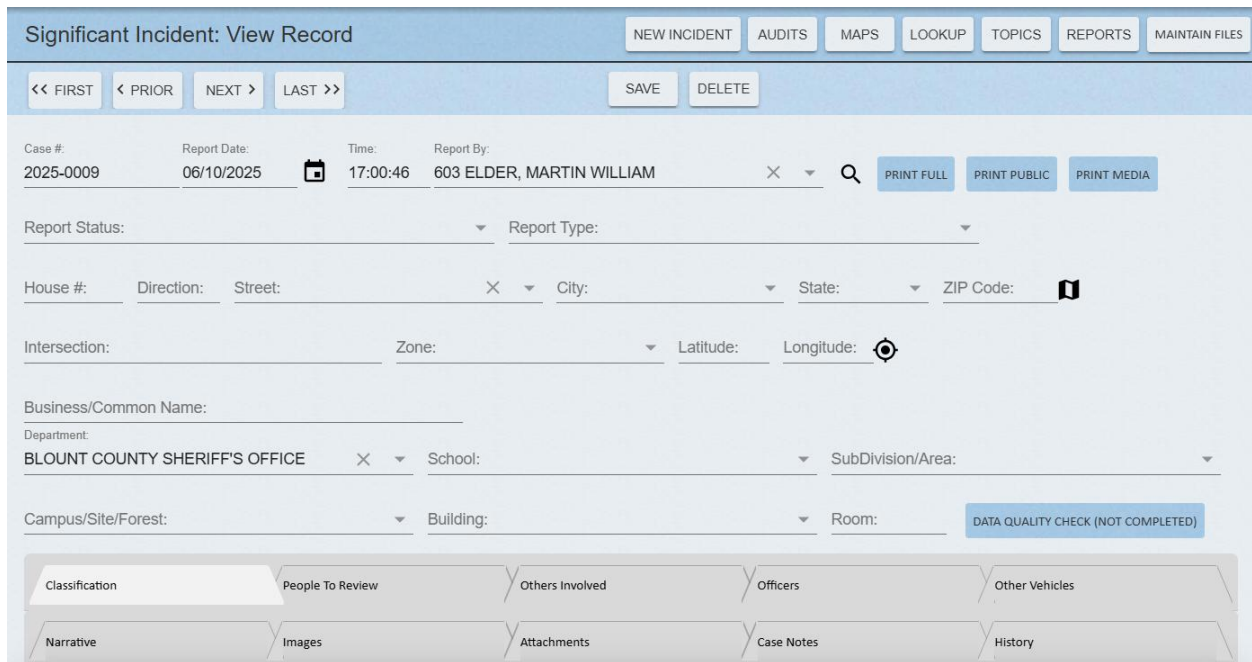 Significant Incident: View Record NEW INCIDENT AUDITS MAPS LOOKUP TOPICS REPORTS MAINTAIN FILES
<< FIRST < PRIOR NEXT > LAST >> SAVE DELETE
Case #: Report Date: Time: Report By:
2025-0009 06/10/2025 17:00:46 603 ELDER, MARTIN WILLIAM PRINT FULL PRINT PUBLIC PRINT MEDIA
Report Status: Report Type:
House #: Direction: Street: City: State: ZIP Code:
Intersection: Zone: Latitude: Longitude:
Business/Common Name:
Department:
BLOUNT COUNTY SHERIFF'S OFFICE School: SubDivision/Area:
Campus/Site/Forest: Building: Room: DATA QUALITY CHECK (NOT COMPLETED)
Classification People To Review Others Involved Officers Other Vehicles
Narrative Images Attachments Case Notes History